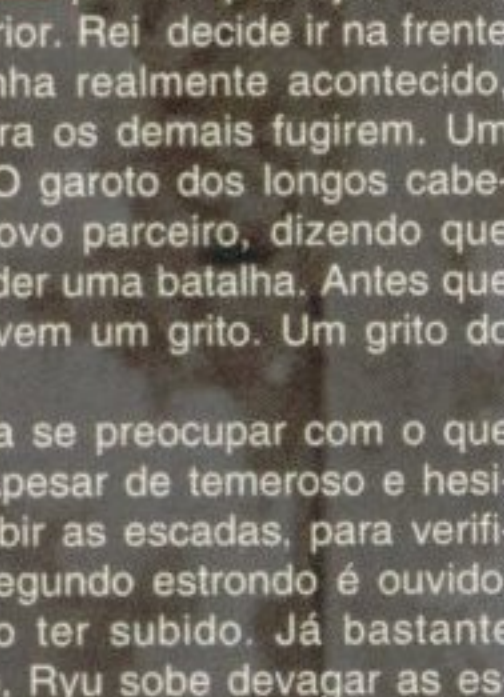 rior. Rei decide ir na frente
nha realmente acontecido,
ra os demais fugirem. Um
O garoto dos longos cabe-
ovo parceiro, dizendo que
der uma batalha. Antes que
vem um grito. Um grito do
a se preocupar com o que
apesar de temeroso e hesi-
bir as escadas, para verifi-
egundo estrondo é ouvido.
o ter subido. Já bastante
, Ryu sobe devagar as es-